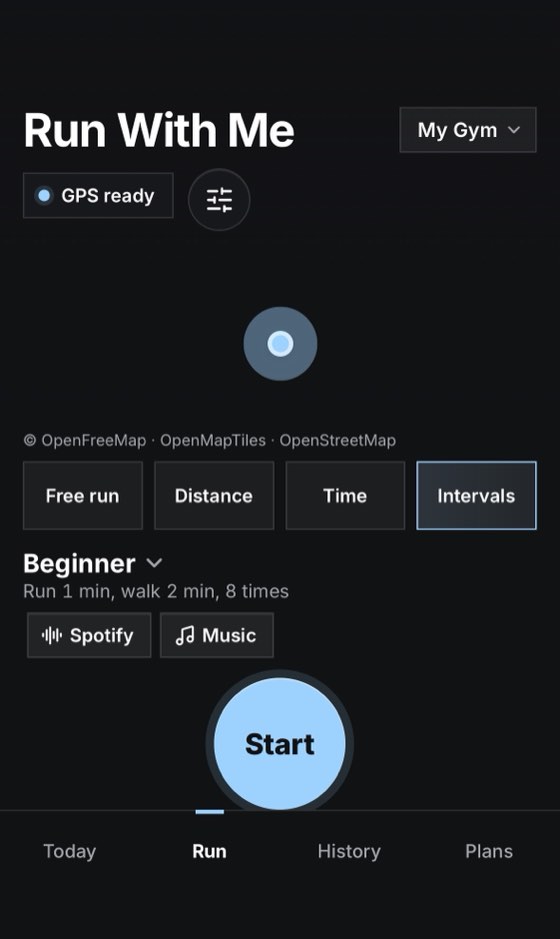 Run With Me
My Gym
GPS ready
© OpenFreeMap · OpenMapTiles · OpenStreetMap
Free run
Distance
Time
Intervals
Beginner
Run 1 min, walk 2 min, 8 times
Spotify
Music
Start
Today
Run
History
Plans